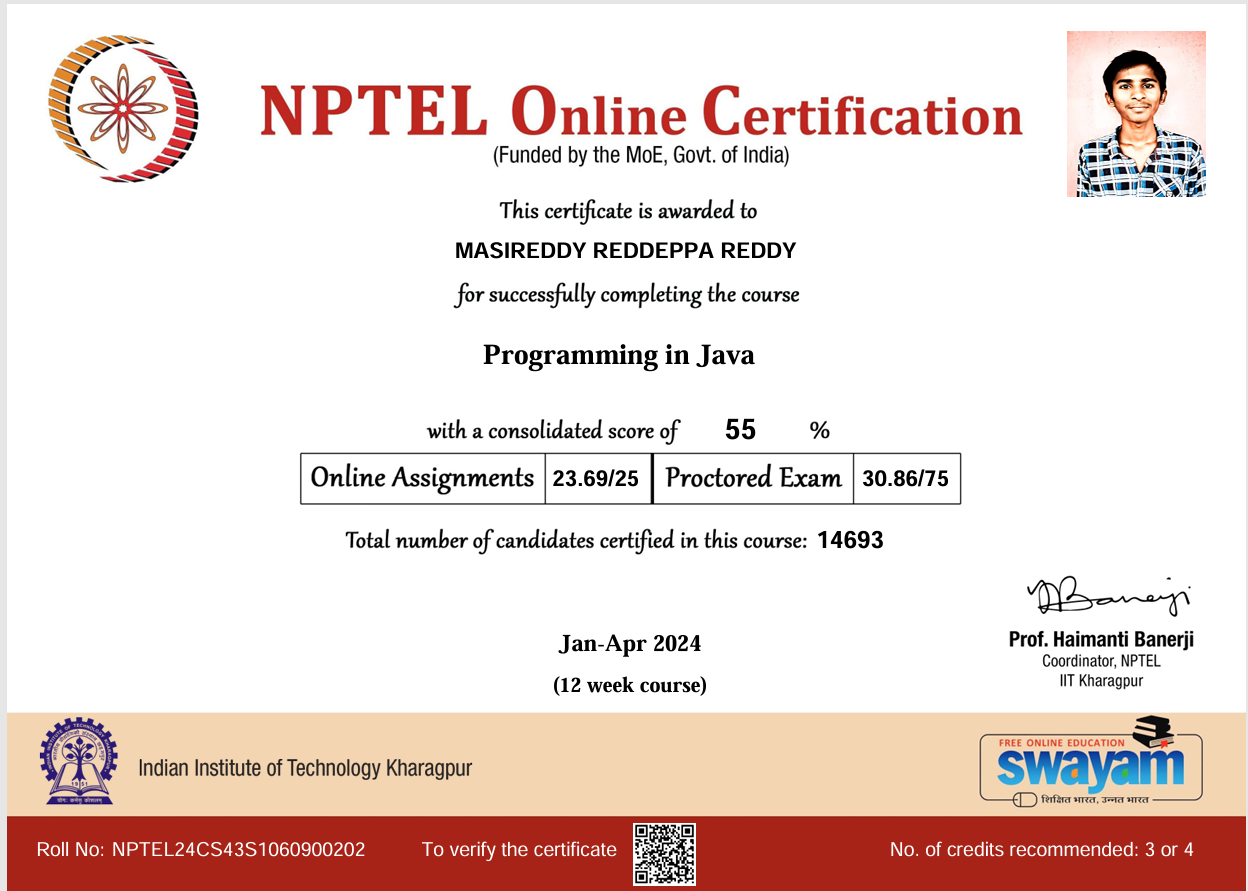 NPTEL Online Certification
(Funded by the MoE, Govt. of India)
This certificate is awarded to
MASIREDDY REDDEPPA REDDY
for successfully completing the course
Programming in Java
with a consolidated score of 55 %
Online Assignments 23.69/25 Proctored Exam 30.86/75
Total number of candidates certified in this course: 14693
Jan-Apr 2024
(12 week course)
Prof. Haimanti Banerji
Coordinator, NPTEL
IIT Kharagpur
Indian Institute of Technology Kharagpur
FREE ONLINE EDUCATION
swayam
शिक्षित भारत, उन्नत भारत
Roll No: NPTEL24CS43S1060900202 To verify the certificate No. of credits recommended: 3 or 4